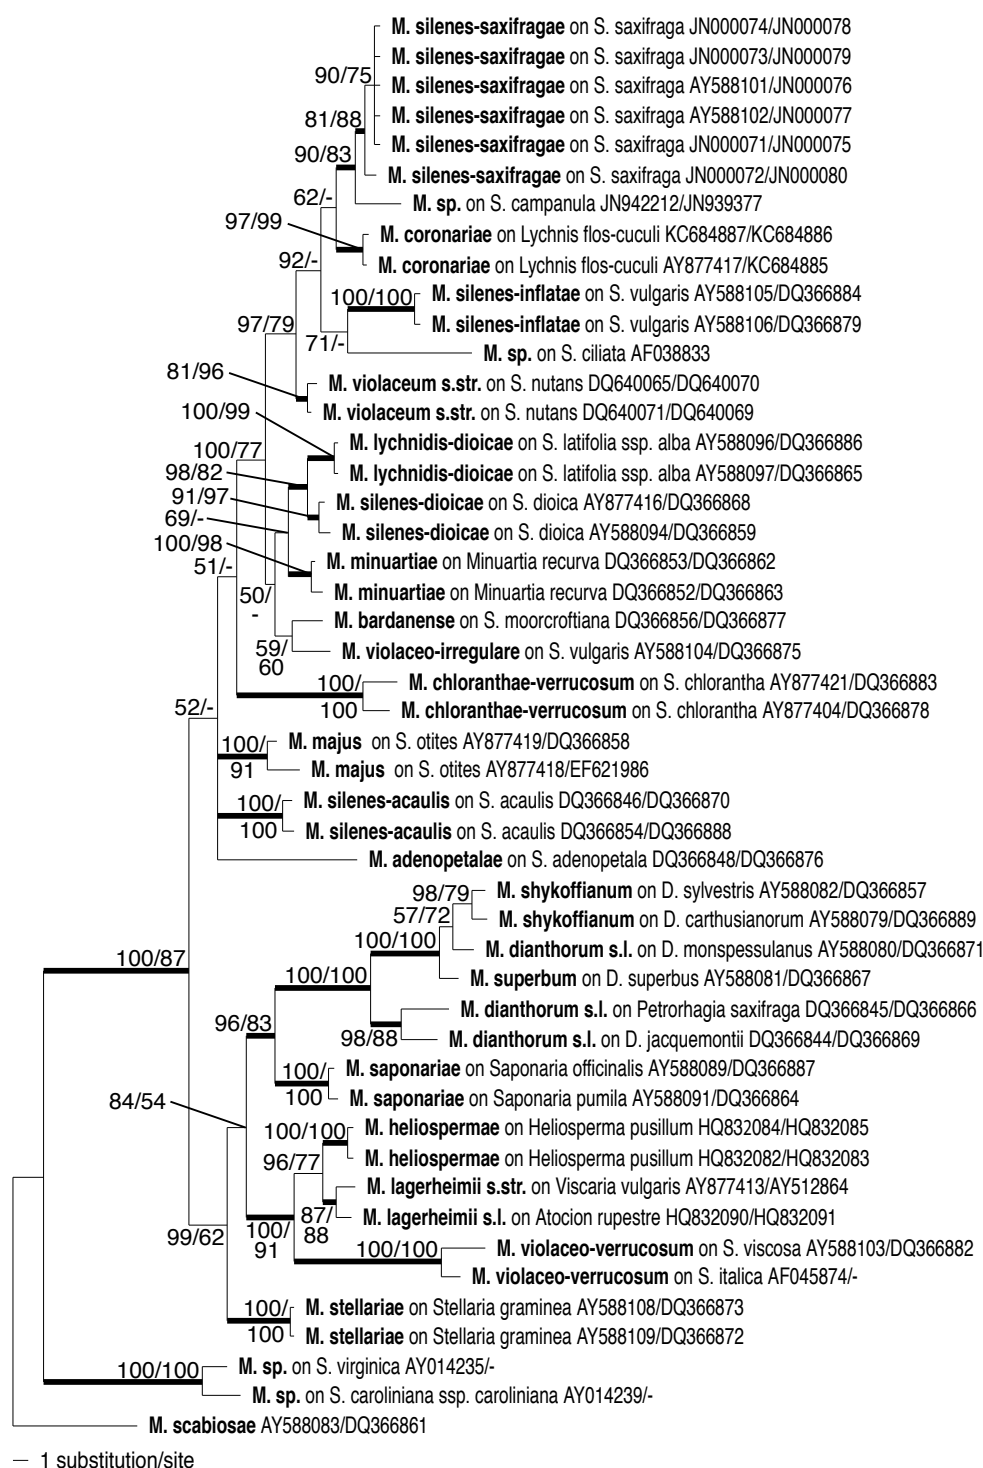 M. silenes-saxifragae on S. saxifraga JN000074/JN000078
M. silenes-saxifragae on S. saxifraga JN000073/JN000079
90/75
M. silenes-saxifragae on S. saxifraga AY588101/JN000076
M. silenes-saxifragae on S. saxifraga AY588102/JN000077
81/88
M. silenes-saxifragae on S. saxifraga JN000071/JN000075
90/83
M. silenes-saxifragae on S. saxifraga JN000072/JN000080
62/-
M. sp. on S. campanula JN942212/JN939377
97/99
M. coronariae on Lychnis flos-cuculi KC684887/KC684886
92/-
M. coronariae on Lychnis flos-cuculi AY877417/KC684885
100/100
M. silenes-inflatae on S. vulgaris AY588105/DQ366884
97/79
M. silenes-inflatae on S. vulgaris AY588106/DQ366879
71/-
M. sp. on S. ciliata AF038833
81/96
M. violaceum s.str. on S. nutans DQ640065/DQ640070
100/99
M. violaceum s.str. on S. nutans DQ640071/DQ640069
M. lychnidis-dioicae on S. latifolia ssp. alba AY588096/DQ366886
100/77
98/82
M. lychnidis-dioicae on S. latifolia ssp. alba AY588097/DQ366865
91/97
M. silenes-dioicae on S. dioica AY877416/DQ366868
69/-
M. silenes-dioicae on S. dioica AY588094/DQ366859
100/98
M. minuartiae on Minuartia recurva DQ366853/DQ366862
51/-
M. minuartiae on Minuartia recurva DQ366852/DQ366863
50/
-
M. bardanense on S. moorcroftiana DQ366856/DQ366877
59/
60
M. violaceo-irregulare on S. vulgaris AY588104/DQ366875
100/
100
M. chloranthae-verrucosum on S. chlorantha AY877421/DQ366883
M. chloranthae-verrucosum on S. chlorantha AY877404/DQ366878
52/-
100/
91
M. majus on S. otites AY877419/DQ366858
M. majus on S. otites AY877418/EF621986
100/
100
M. silenes-acaulis on S. acaulis DQ366846/DQ366870
M. silenes-acaulis on S. acaulis DQ366854/DQ366888
M. adenopetalae on S. adenopetala DQ366848/DQ366876
98/79
M. shykoffianum on D. sylvestris AY588082/DQ366857
57/72
M. shykoffianum on D. carthusianorum AY588079/DQ366889
100/100
M. dianthorum s.l. on D. monspessulanus AY588080/DQ366871
100/87
100/100
M. superbum on D. superbus AY588081/DQ366867
M. dianthorum s.l. on Petrorhagia saxifraga DQ366845/DQ366866
96/83
98/88
M. dianthorum s.l. on D. jacquemontii DQ366844/DQ366869
100/
100
M. saponariae on Saponaria officinalis AY588089/DQ366887
M. saponariae on Saponaria pumila AY588091/DQ366864
84/54
100/100
M. heliospermae on Heliosperma pusillum HQ832084/HQ832085
96/77
M. heliospermae on Heliosperma pusillum HQ832082/HQ832083
M. lagerheimii s.str. on Viscaria vulgaris AY877413/AY512864
87/
88
M. lagerheimii s.l. on Atocion rupestre HQ832090/HQ832091
99/62
100/
91
100/100
M. violaceo-verrucosum on S. viscosa AY588103/DQ366882
M. violaceo-verrucosum on S. italica AF045874/-
100/
100
M. stellariae on Stellaria graminea AY588108/DQ366873
M. stellariae on Stellaria graminea AY588109/DQ366872
100/100
M. sp. on S. virginica AY014235/-
M. sp. on S. caroliniana ssp. caroliniana AY014239/-
M. scabiosae AY588083/DQ366861
1 substitution/site